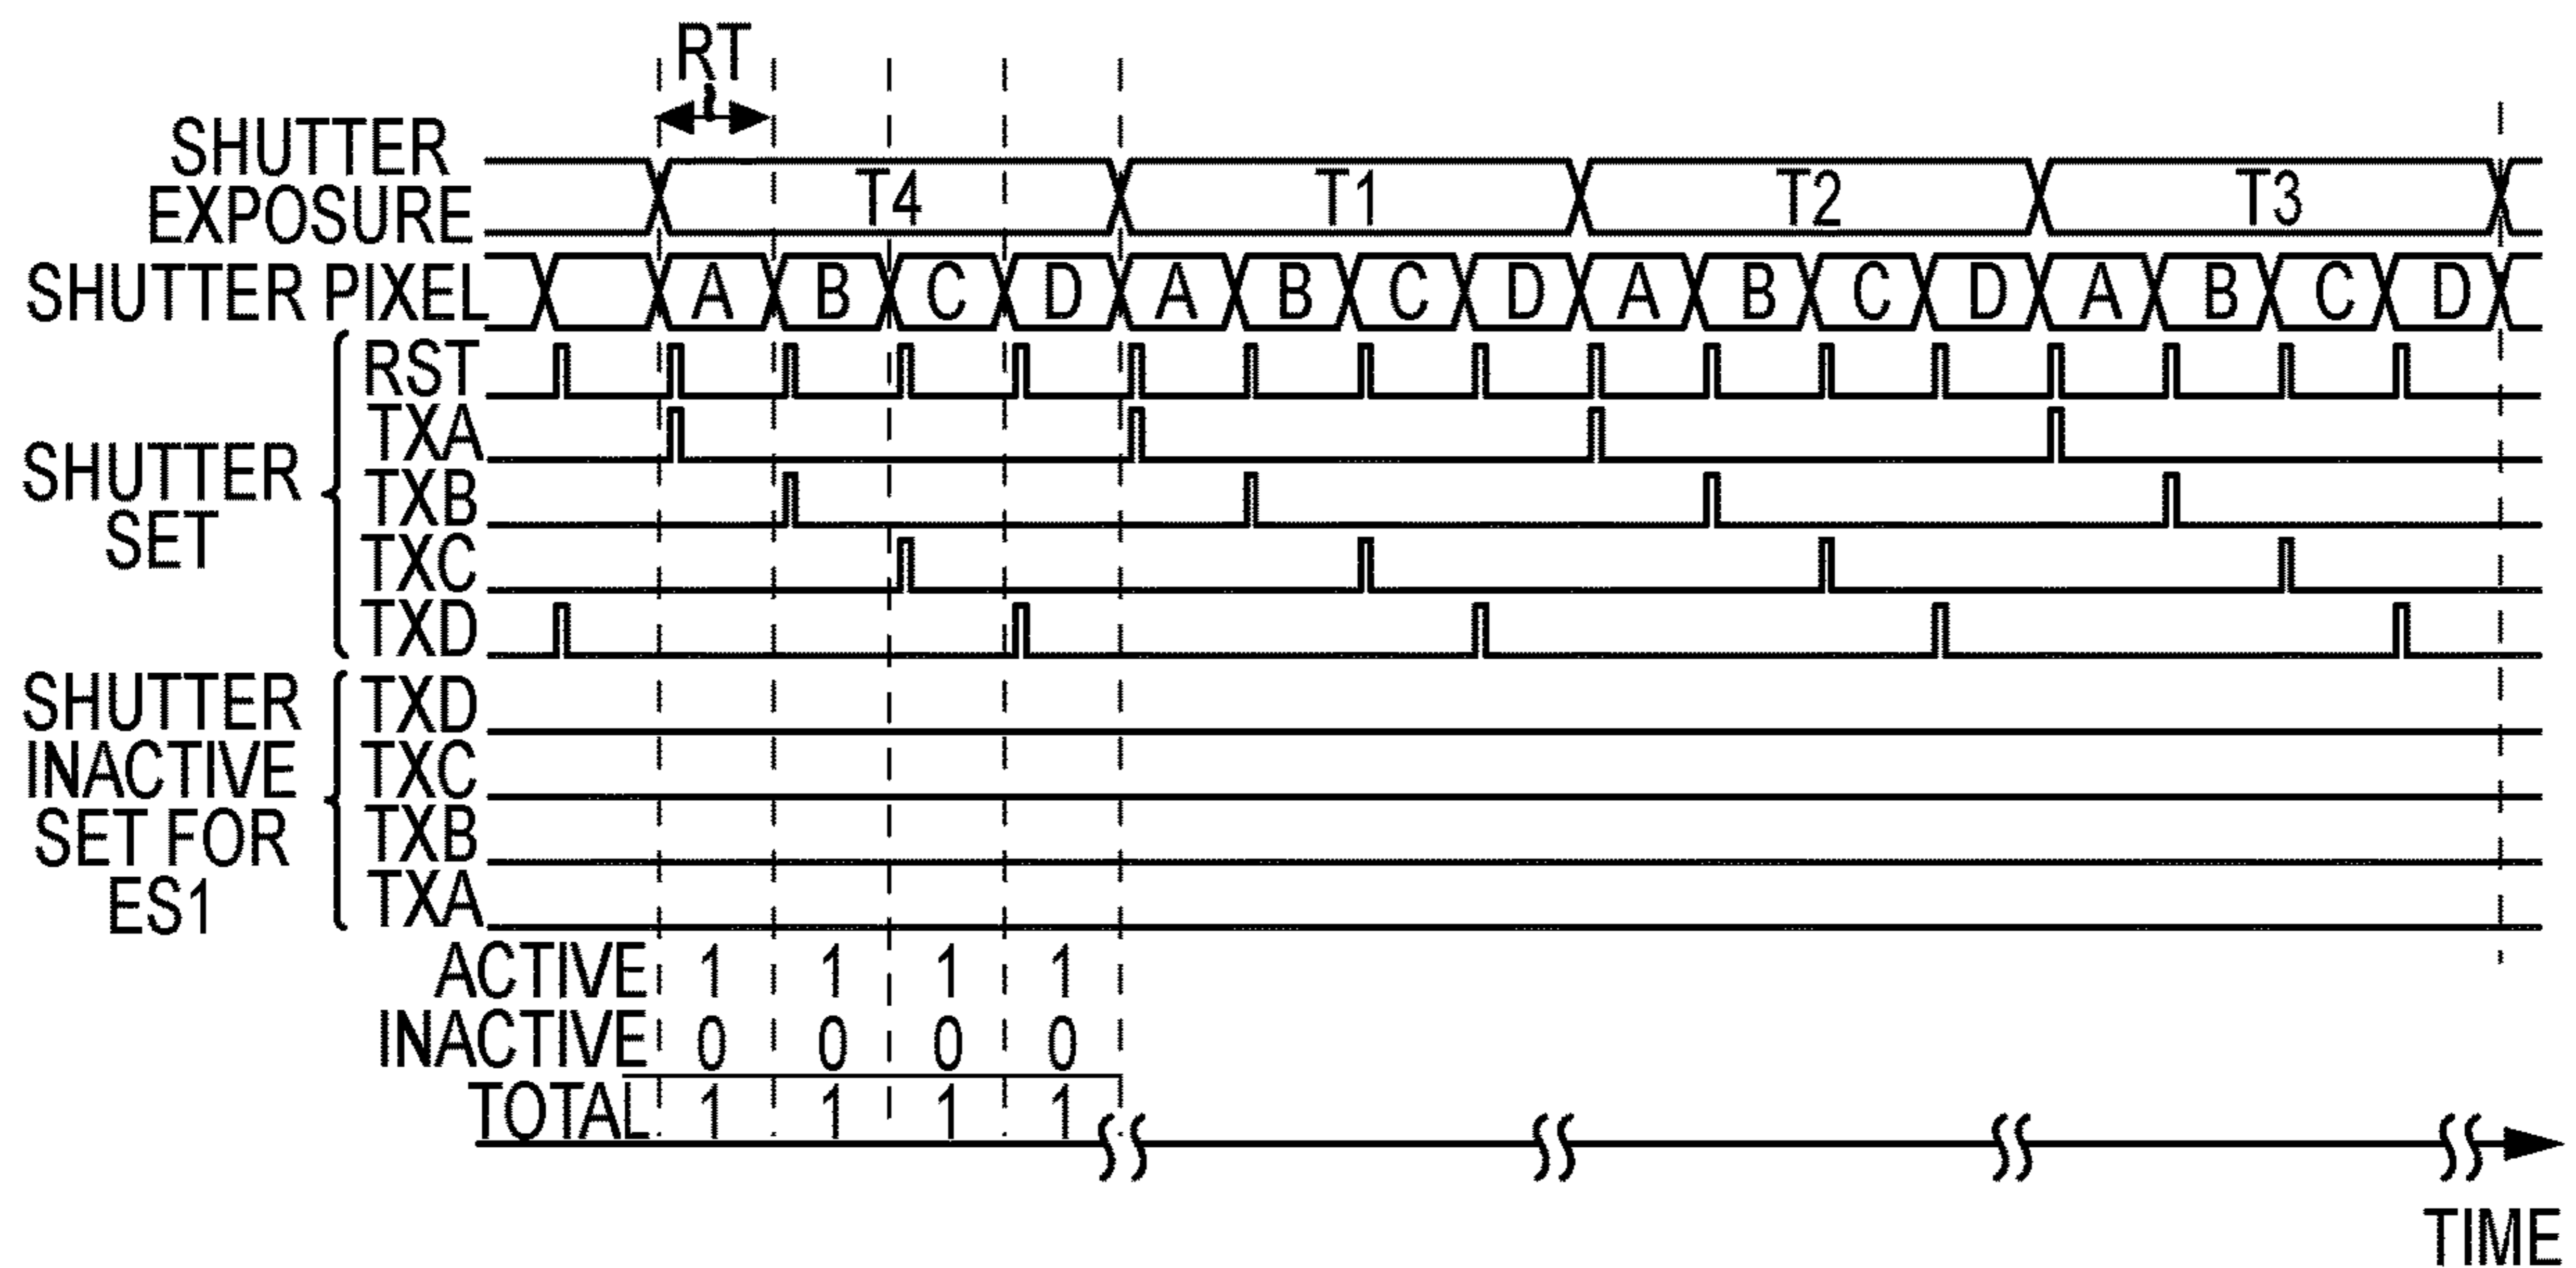 RT
SHUTTER
EXPOSURE
T4 T1 T2 T3
SHUTTER PIXEL A B C D A B C D A B C D A B C D
RST
TXA
TXB
TXC
TXD
SHUTTER
SET
TXD
TXC
TXB
TXA
SHUTTER
INACTIVE
SET FOR
ES1
ACTIVE 1 1 1 1
INACTIVE 0 0 0 0
TOTAL 1 1 1 1
TIME